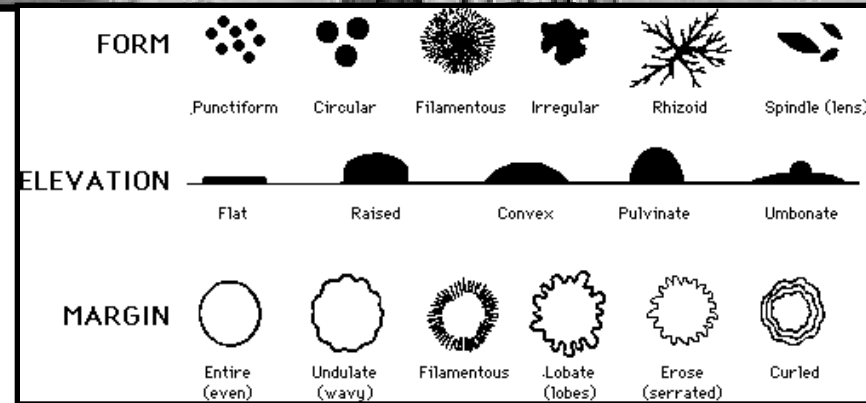 FORM
.Punctiform Circular Filamentous Irregular Rhizoid Spindle (lens)
ELEVATION
Flat Raised Convex Pulvinate Umbonate
MARGIN
Entire Undulate Filamentous .Lobate Erose Curled
(even) (wavy) (lobes) (serrated)